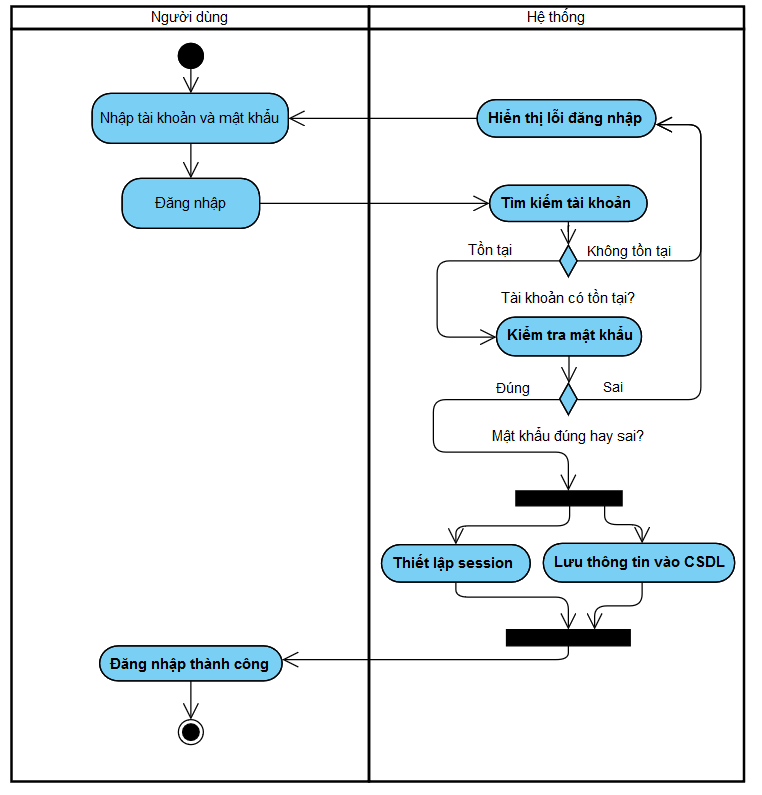 Người dùng
Hệ thống
Nhập tài khoản và mật khẩu
Hiển thị lỗi đăng nhập
Đăng nhập
Tìm kiếm tài khoản
Tồn tại
Không tồn tại
Tài khoản có tồn tại?
Kiểm tra mật khẩu
Đúng
Sai
Mật khẩu đúng hay sai?
Thiết lập session
Lưu thông tin vào CSDL
Đăng nhập thành công